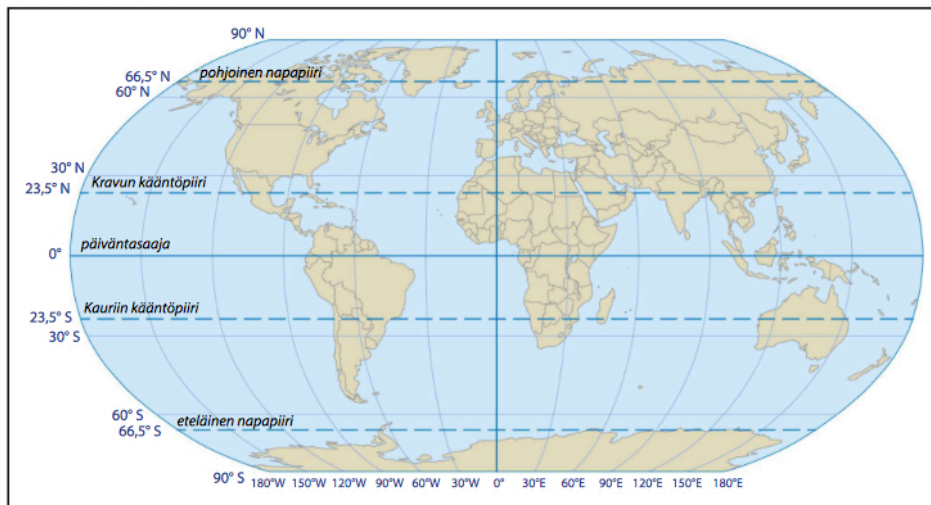 90° N
66,5° N
pohjoinen napapiiri
60° N
30° N
23,5° N
Kravun kääntöpiiri
0°
päiväntasaaja
23,5° S
Kauriin kääntöpiiri
30° S
60° S
66,5° S
eteläinen napapiiri
90° S
180°W 150°W 120°W 90°W 60°W 30°W 0° 30°E 60°E 90°E 120°E 150°E 180°E